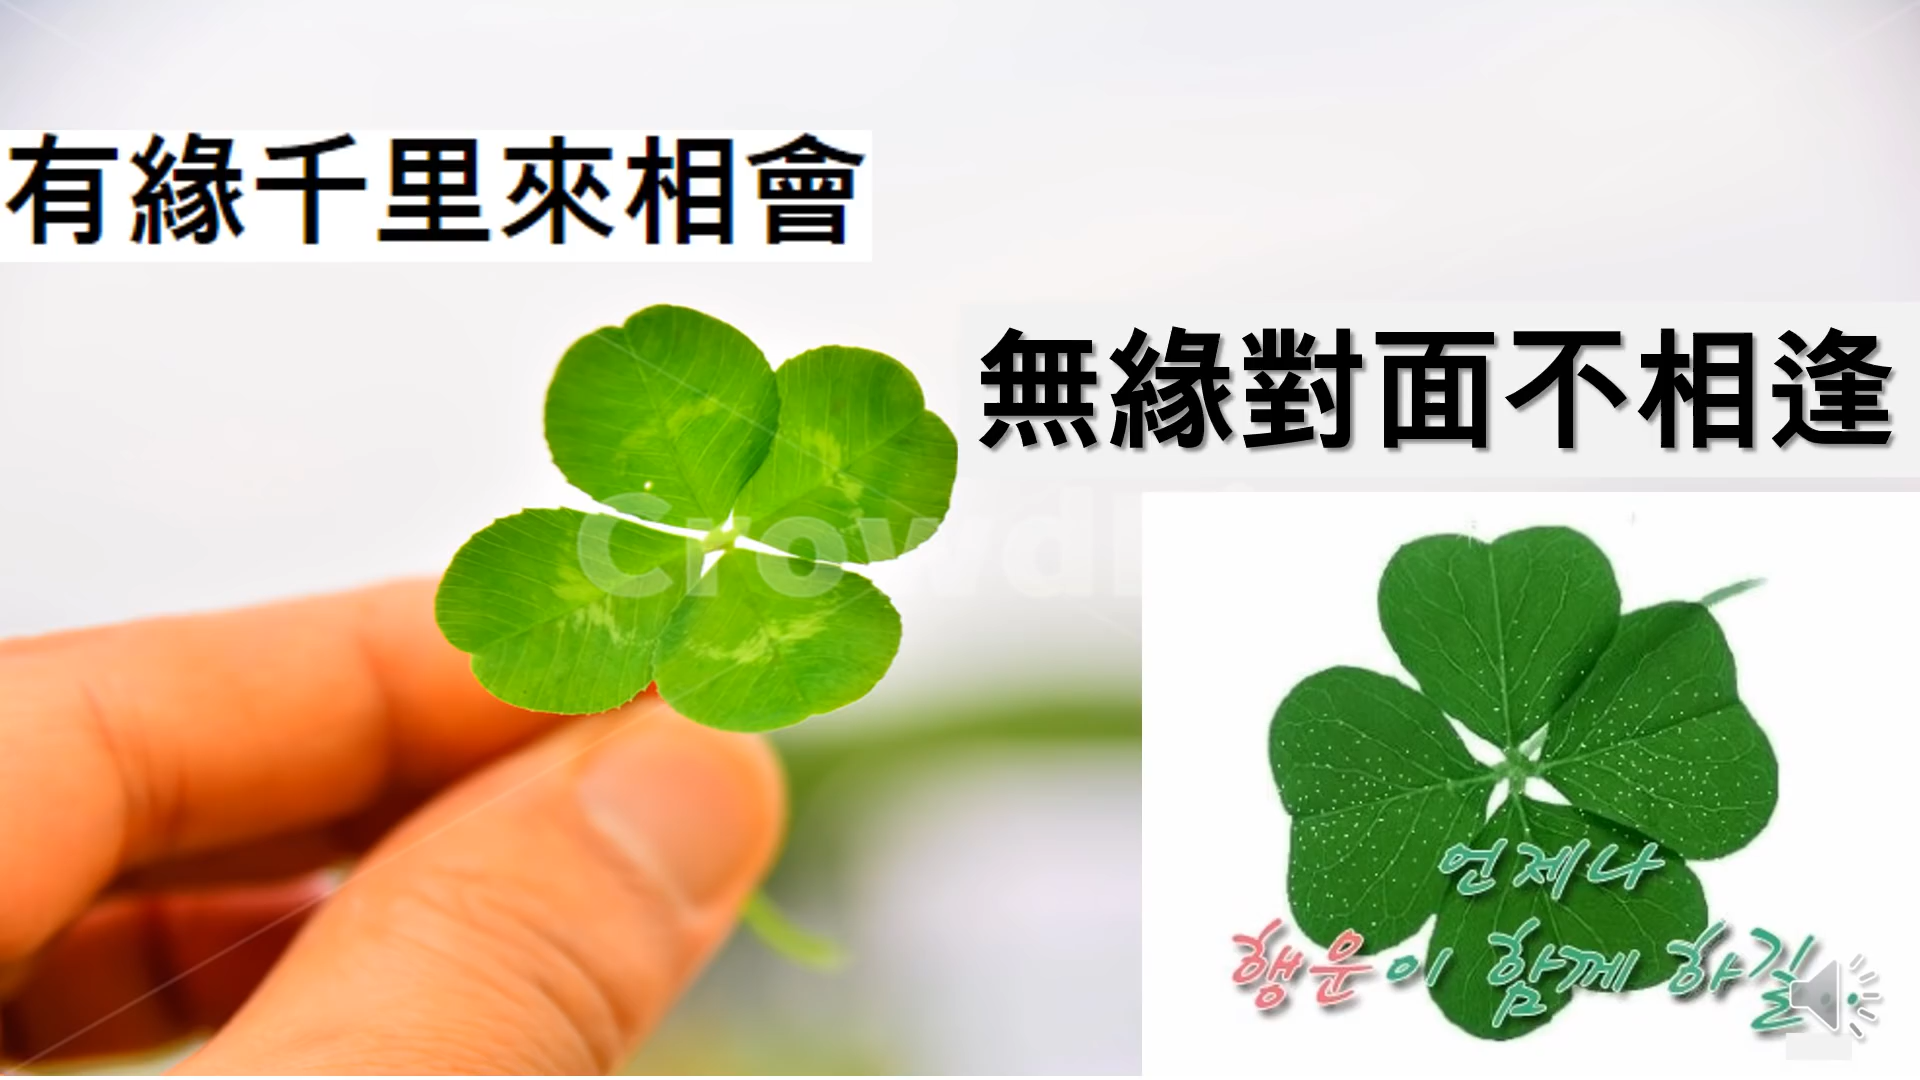 有緣千里來相會
無緣對面不相逢
언제나
행운이 함께 하길